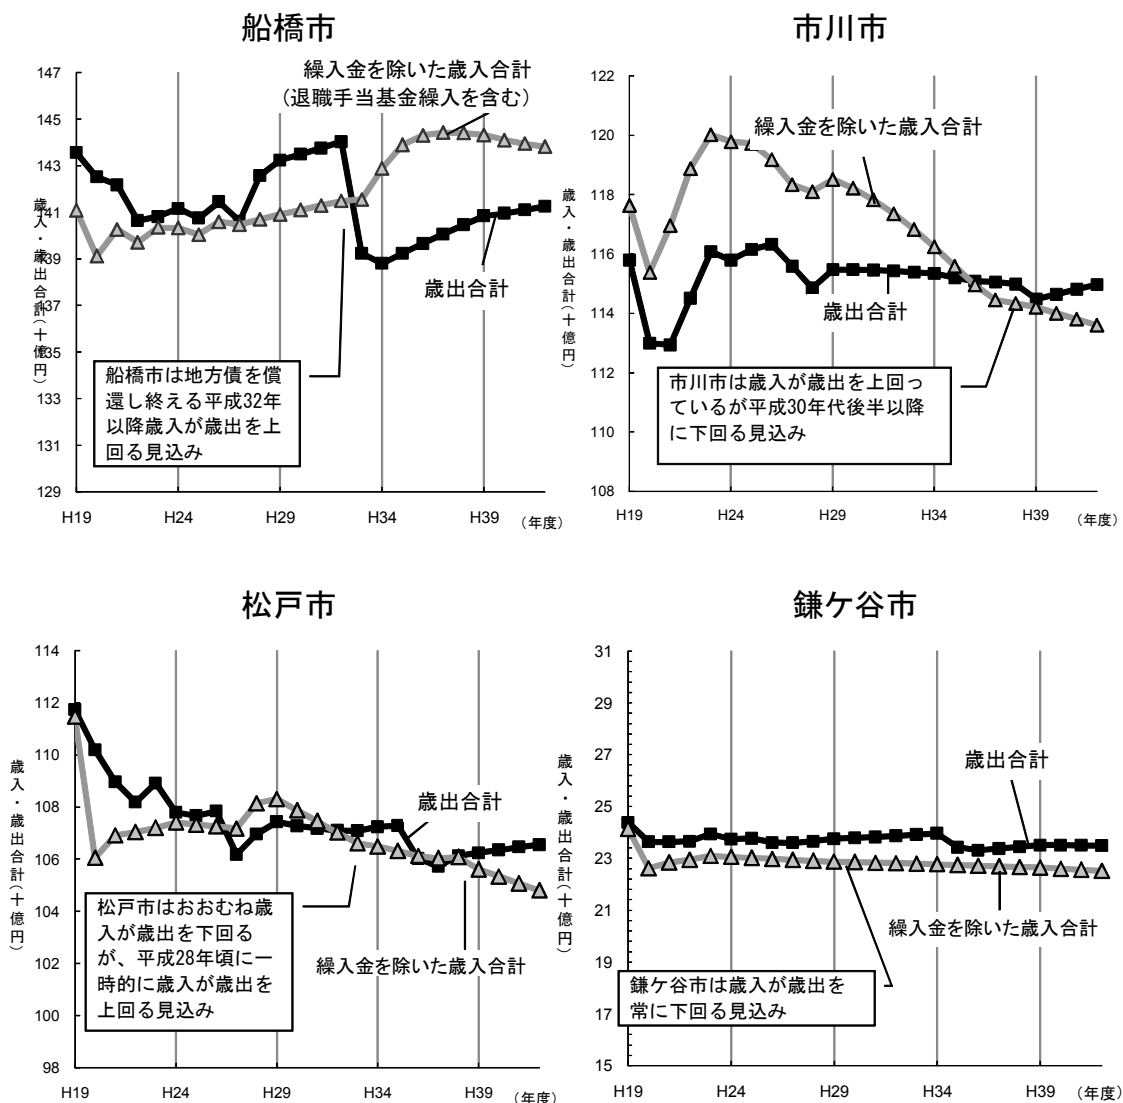 船橋市
147
145
143
141
139
137
135
133
131
129
歳入・歳出合計(十億円)
繰入金を除いた歳入合計
(退職手当基金繰入を含む)
歳出合計
船橋市は地方債を償
還し終える平成32年
以降歳入が歳出を上
回る見込み
H19
H24
H29
H34
H39
(年度)
市川市
122
120
118
116
114
112
110
108
歳入・歳出合計(十億円)
繰入金を除いた歳入合計
歳出合計
市川市は歳入が歳出を上回っ
ているが平成30年代後半以降
に下回る見込み
H19
H24
H29
H34
H39
(年度)
松戸市
114
112
110
108
106
104
102
100
98
歳入・歳出合計(十億円)
歳出合計
松戸市はおおむね歳
入が歳出を下回る
が、平成28年頃に一
時的に歳入が歳出を
上回る見込み
繰入金を除いた歳入合計
H19
H24
H29
H34
H39
(年度)
鎌ケ谷市
31
29
27
25
23
21
19
17
15
歳入・歳出合計(十億円)
歳出合計
繰入金を除いた歳入合計
鎌ケ谷市は歳入が歳出を
常に下回る見込み
H19
H24
H29
H34
H39
(年度)